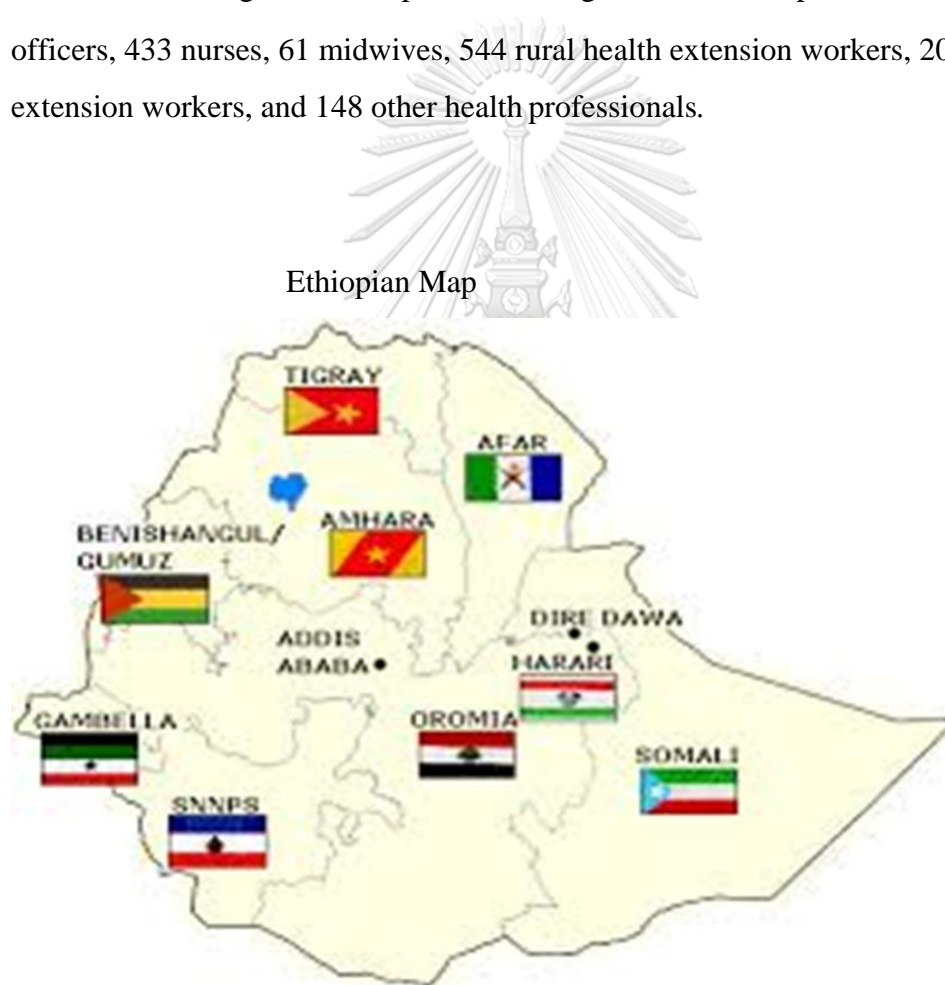 officers, 433 nurses, 61 midwives, 544 rural health extension workers, 20
extension workers, and 148 other health professionals.
Ethiopian Map
TIGRAY
AFAR
AMHARA
BENISHANGUL/
GUMUZ
DIRE DAWA
ADDIS
ABABA
HARARI
GAMBELLA
OROMIA
SOMALI
SNNPS